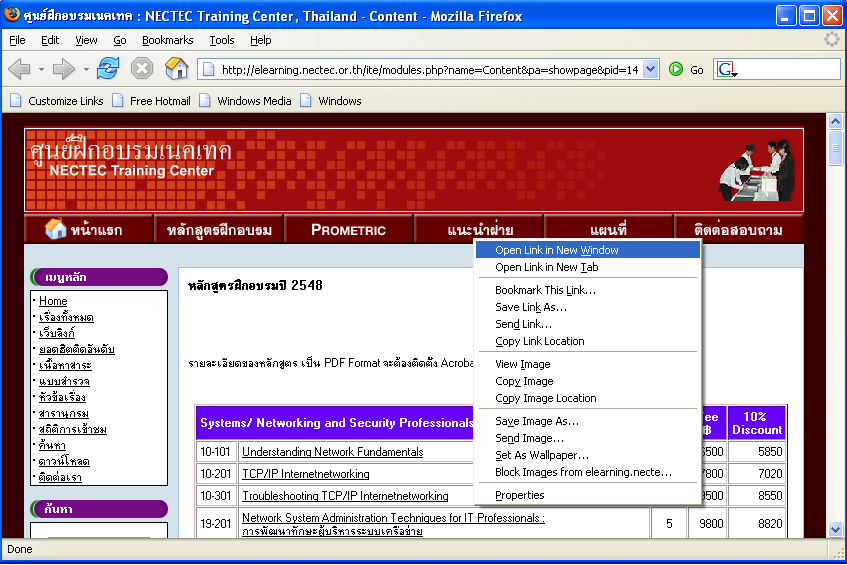 ศูนย์ฝึกอบรมเนคเทค : NECTEC Training Center, Thailand - Content - Mozilla Firefox
File Edit View Go Bookmarks Tools Help
http://elearning.nectec.or.th/ite/modules.php?name=Content&pa=showpage&pid=14 Go G
Customize Links Free Hotmail Windows Media Windows
ศูนย์ฝึกอบรมเนคเทค
NECTEC Training Center
หน้าแรก หลักสูตรฝึกอบรม PROMETRIC แนะนำฝ่าย แผนที่ ติดต่อสอบถาม
Open Link in New Window
Open Link in New Tab
Bookmark This Link...
Save Link As...
Send Link...
Copy Link Location
View Image
Copy Image
Copy Image Location
Save Image As...
Send Image...
Set As Wallpaper...
Block Images from elearning.necte...
Properties
เมนูหลัก
Home
เรื่องทั้งหมด
เว็บลิงก์
ยอดฮิตติดอันดับ
เนื้อหาสาระ
แบบสำรวจ
หัวข้อเรื่อง
สารานุกรม
สถิติการเข้าชม
ค้นหา
ดาวน์โหลด
ติดต่อเรา
ค้นหา
หลักสูตรฝึกอบรมปี 2548
รายละเอียดของหลักสูตร เป็น PDF Format จะต้องติดตั้ง Acroba
Systems/ Networking and Security Professionals ฿ 10% Discount
10-101 Understanding Network Fundamentals 6500 5850
10-201 TCP/IP Internetnetworking 7800 7020
10-301 Troubleshooting TCP/IP Internetnetworking 9500 8550
19-201 Network System Administration Techniques for IT Professionals : 5 9800 8820
การพัฒนาทักษะผู้บริหารระบบเครือข่าย
Done